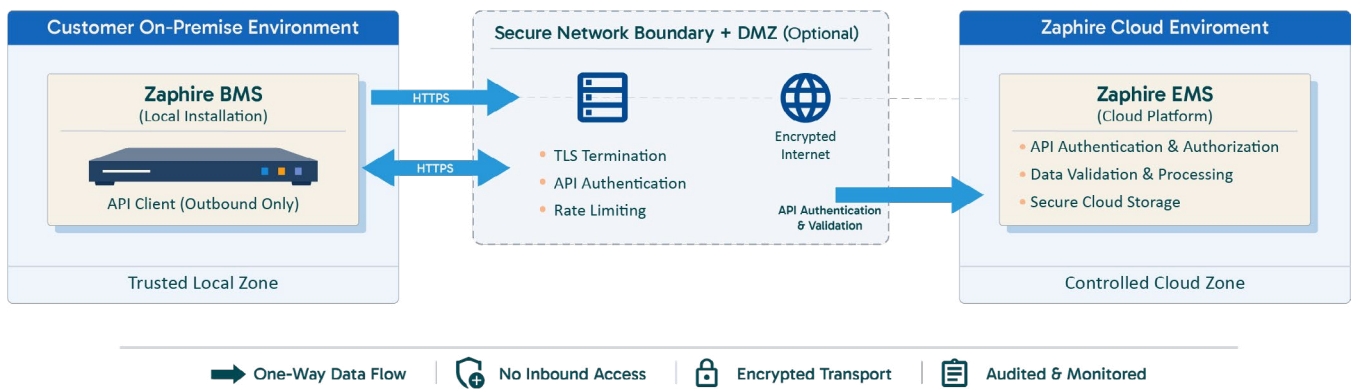 Customer On-Premise Environment
Zaphire BMS
(Local Installation)
API Client (Outbound Only)
Trusted Local Zone
HTTPS
HTTPS
Secure Network Boundary + DMZ (Optional)
TLS Termination
API Authentication
Rate Limiting
Encrypted
Internet
API Authentication
& Validation
Zaphire Cloud Enviroment
Zaphire EMS
(Cloud Platform)
API Authentication & Authorization
Data Validation & Processing
Secure Cloud Storage
Controlled Cloud Zone
One-Way Data Flow
No Inbound Access
Encrypted Transport
Audited & Monitored